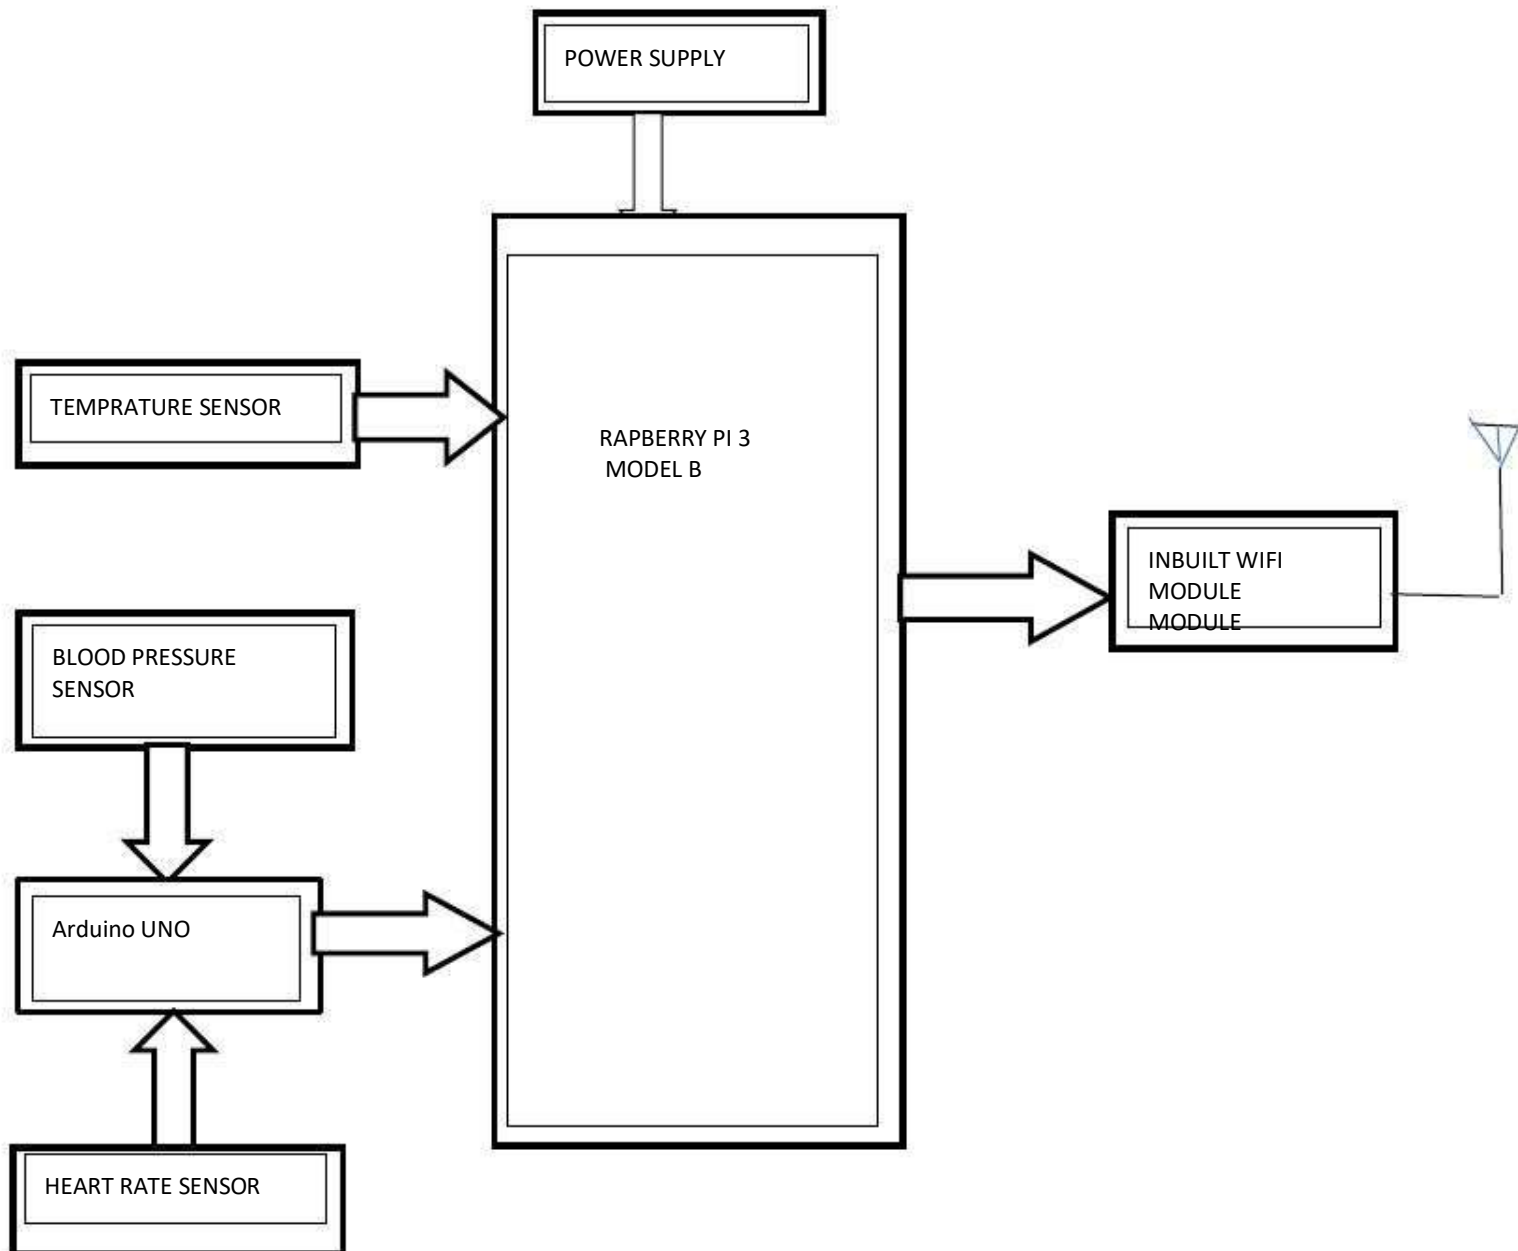 POWER SUPPLY
TEMPRATURE SENSOR
RAPBERRY PI 3
MODEL B
INBUILT WIFI
MODULE
MODULE
BLOOD PRESSURE
SENSOR
Arduino UNO
HEART RATE SENSOR